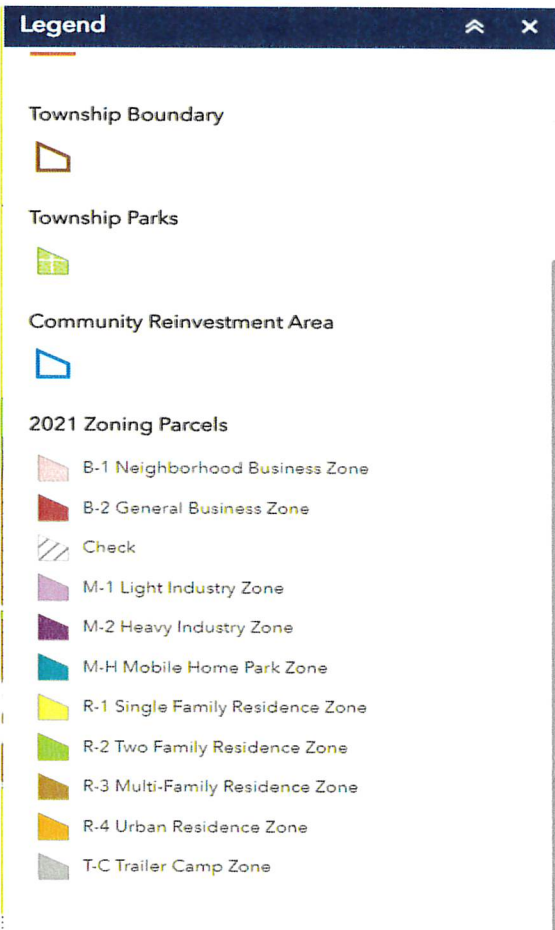 Legend
Township Boundary
Township Parks
Community Reinvestment Area
2021 Zoning Parcels
B-1 Neighborhood Business Zone
B-2 General Business Zone
Check
M-1 Light Industry Zone
M-2 Heavy Industry Zone
M-H Mobile Home Park Zone
R-1 Single Family Residence Zone
R-2 Two Family Residence Zone
R-3 Multi-Family Residence Zone
R-4 Urban Residence Zone
T-C Trailer Camp Zone